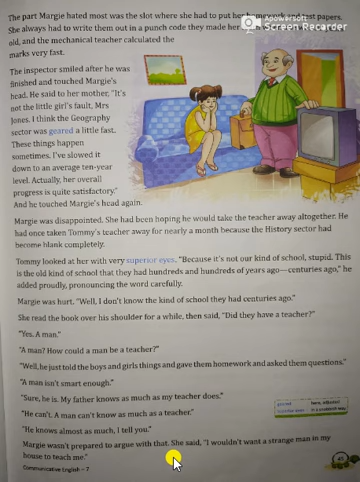 The part Margie hated most was the slot where she had to put her homework and test papers.
Apowersoft
Screen Recorder
She always had to write them out in a punch code they made her
old, and the mechanical teacher calculated the
marks very fast.
The inspector smiled after he was
finished and touched Margie's
head. He said to her mother, "It's
not the little girl's fault, Mrs
Jones. I think the Geography
sector was geared a little fast.
These things happen
sometimes. I've slowed it
down to an average ten-year
level. Actually, her overall
progress is quite satisfactory."
And he touched Margie's head again.
Margie was disappointed. She had been hoping he would take the teacher away altogether. He
had once taken Tommy's teacher away for nearly a month because the History sector had
become blank completely.
Tommy looked at her with very superior eyes. "Because it's not our kind of school, stupid. This
is the old kind of school that they had hundreds and hundreds of years ago—centuries ago," he
added proudly, pronouncing the word carefully.
Margie was hurt. "Well, I don't know the kind of school they had centuries ago."
She read the book over his shoulder for a while, then said, "Did they have a teacher?"
"Yes. A man."
"A man? How could a man be a teacher?"
"Well, he just told the boys and girls things and gave them homework and asked them questions."
"A man isn't smart enough."
"Sure, he is. My father knows as much as my teacher does."
"He can't. A man can't know as much as a teacher."
"He knows almost as much, I tell you."
Margie wasn't prepared to argue with that. She said, "I wouldn't want a strange man in my
house to teach me."
Communicative English – 7